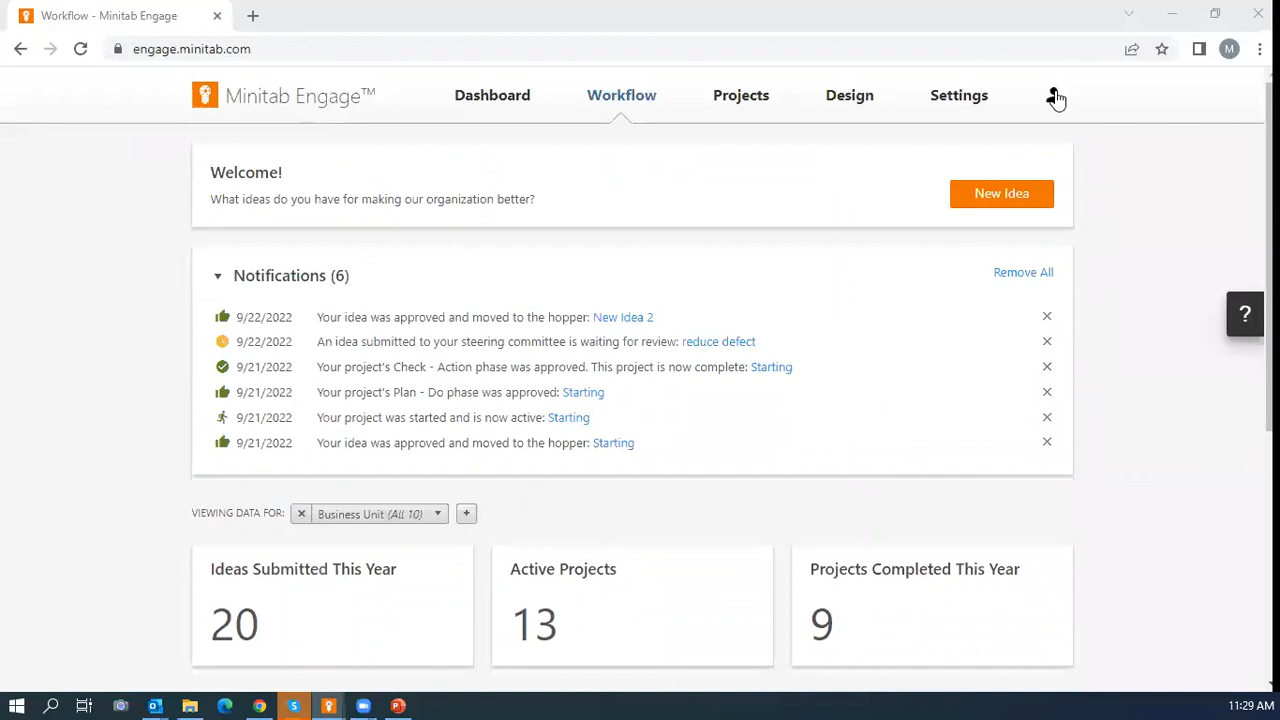 Workflow - Minitab Engage
engage.minitab.com
M
Minitab Engage™
Dashboard
Workflow
Projects
Design
Settings
Welcome!
What ideas do you have for making our organization better?
New Idea
Notifications (6)
Remove All
9/22/2022 Your idea was approved and moved to the hopper: New Idea 2
9/22/2022 An idea submitted to your steering committee is waiting for review: reduce defect
9/21/2022 Your project's Check - Action phase was approved. This project is now complete: Starting
9/21/2022 Your project's Plan - Do phase was approved: Starting
9/21/2022 Your project was started and is now active: Starting
9/21/2022 Your idea was approved and moved to the hopper: Starting
?
VIEWING DATA FOR: Business Unit (All 10) +
Ideas Submitted This Year
20
Active Projects
13
Projects Completed This Year
9
11:29 AM